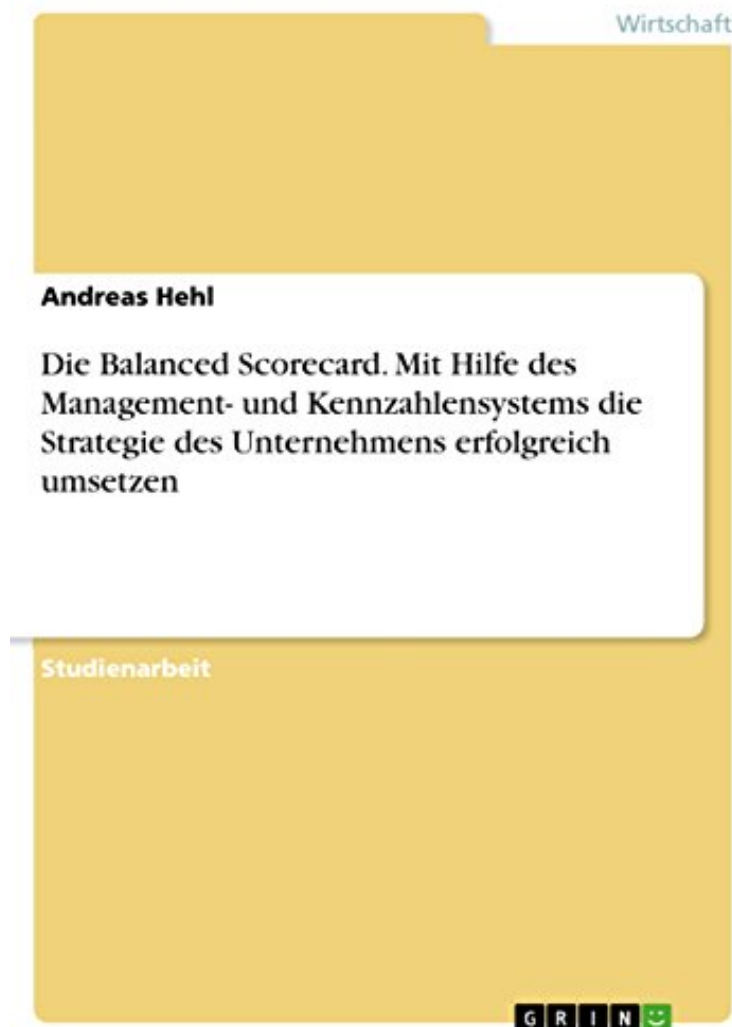 Wirtschaft
Andreas Hehl
Die Balanced Scorecard. Mit Hilfe des
Management- und Kennzahlensystems die
Strategie des Unternehmens erfolgreich
umsetzen
Studienarbeit
GRIN